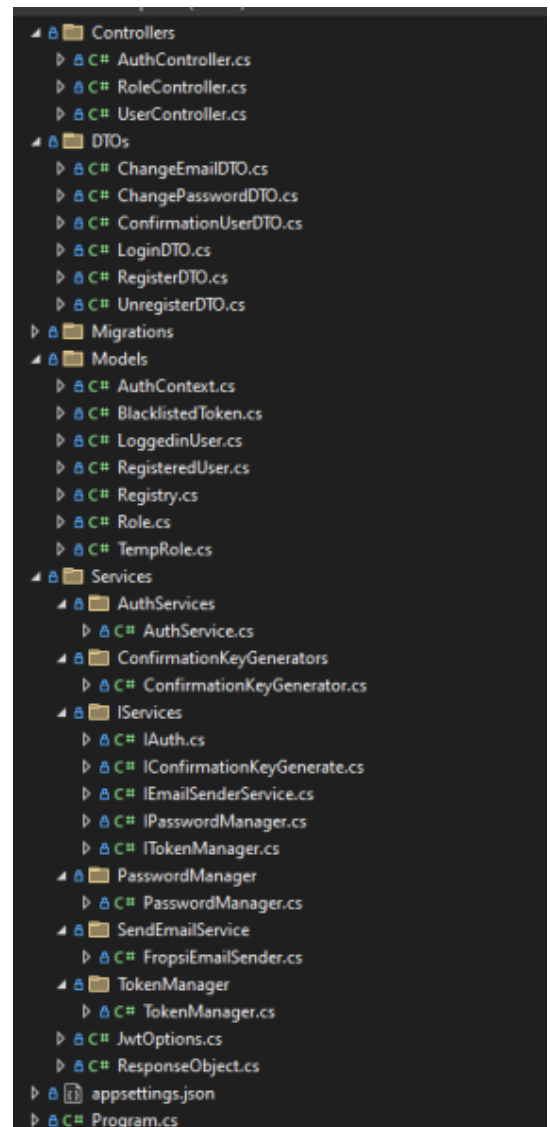 Controllers
C# AuthController.cs
C# RoleController.cs
C# UserController.cs
DTOs
C# ChangeEmailDTO.cs
C# ChangePasswordDTO.cs
C# ConfirmationUserDTO.cs
C# LoginDTO.cs
C# RegisterDTO.cs
C# UnregisterDTO.cs
Migrations
Models
C# AuthContext.cs
C# BlacklistedToken.cs
C# LoggedinUser.cs
C# RegisteredUser.cs
C# Registry.cs
C# Role.cs
C# TempRole.cs
Services
AuthServices
C# AuthService.cs
ConfirmationKeyGenerators
C# ConfirmationKeyGenerator.cs
IServices
C# IAuth.cs
C# IConfirmationKeyGenerate.cs
C# IEmailSenderService.cs
C# IPasswordManager.cs
C# ITokenManager.cs
PasswordManager
C# PasswordManager.cs
SendEmailService
C# FropsiEmailSender.cs
TokenManager
C# TokenManager.cs
C# JwtOptions.cs
C# ResponseObject.cs
appsettings.json
C# Program.cs